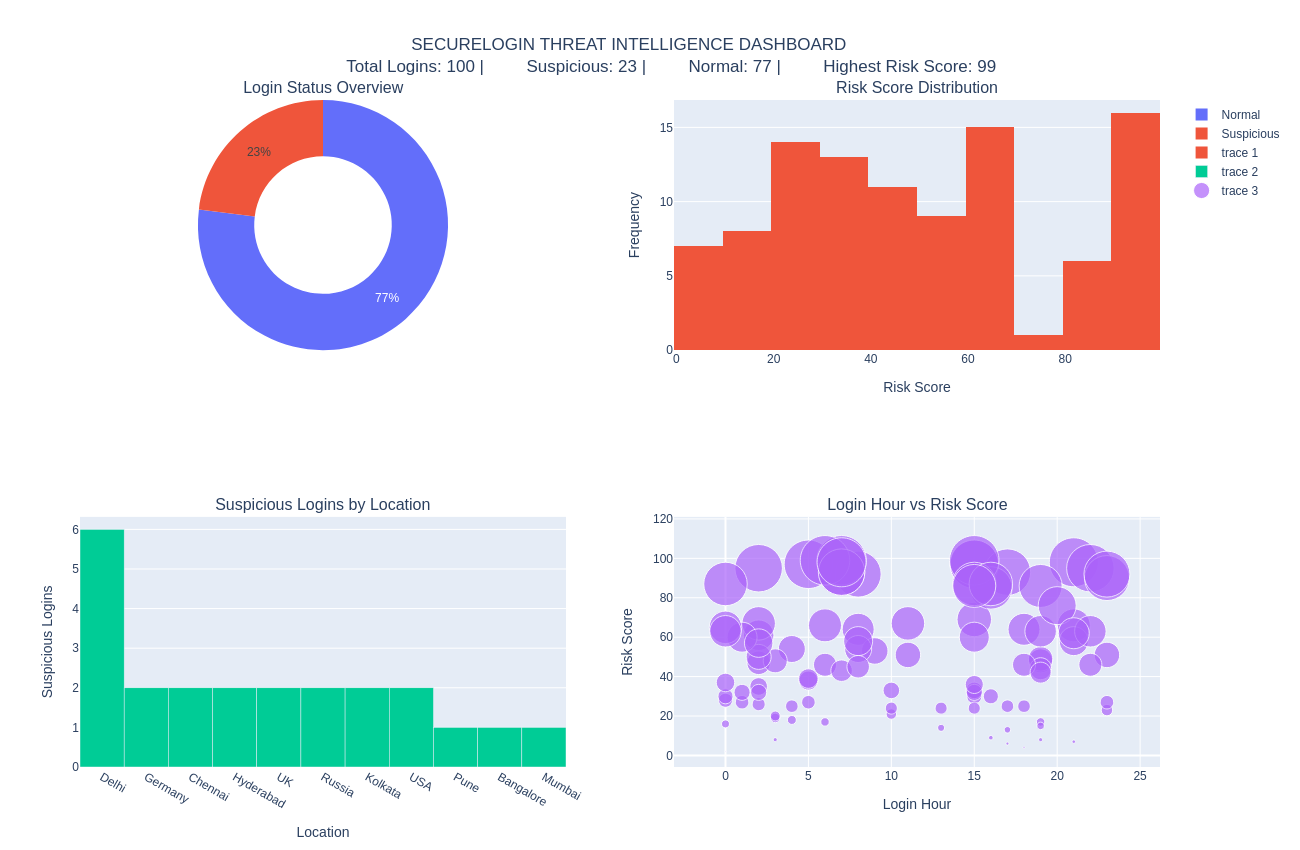 SECURELOGIN THREAT INTELLIGENCE DASHBOARD
Total Logins: 100 | Suspicious: 23 | Normal: 77 | Highest Risk Score: 99
Login Status Overview
23%
77%
Risk Score Distribution
15
10
5
0
Frequency
0 20 40 60 80
Risk Score
Normal
Suspicious
trace 1
trace 2
trace 3
Suspicious Logins by Location
6
5
4
3
2
1
0
Suspicious Logins
Delhi Germany Chennai Hyderabad UK Russia Kolkata USA Pune Bangalore Mumbai
Location
Login Hour vs Risk Score
120
100
80
60
40
20
0
Risk Score
0 5 10 15 20 25
Login Hour